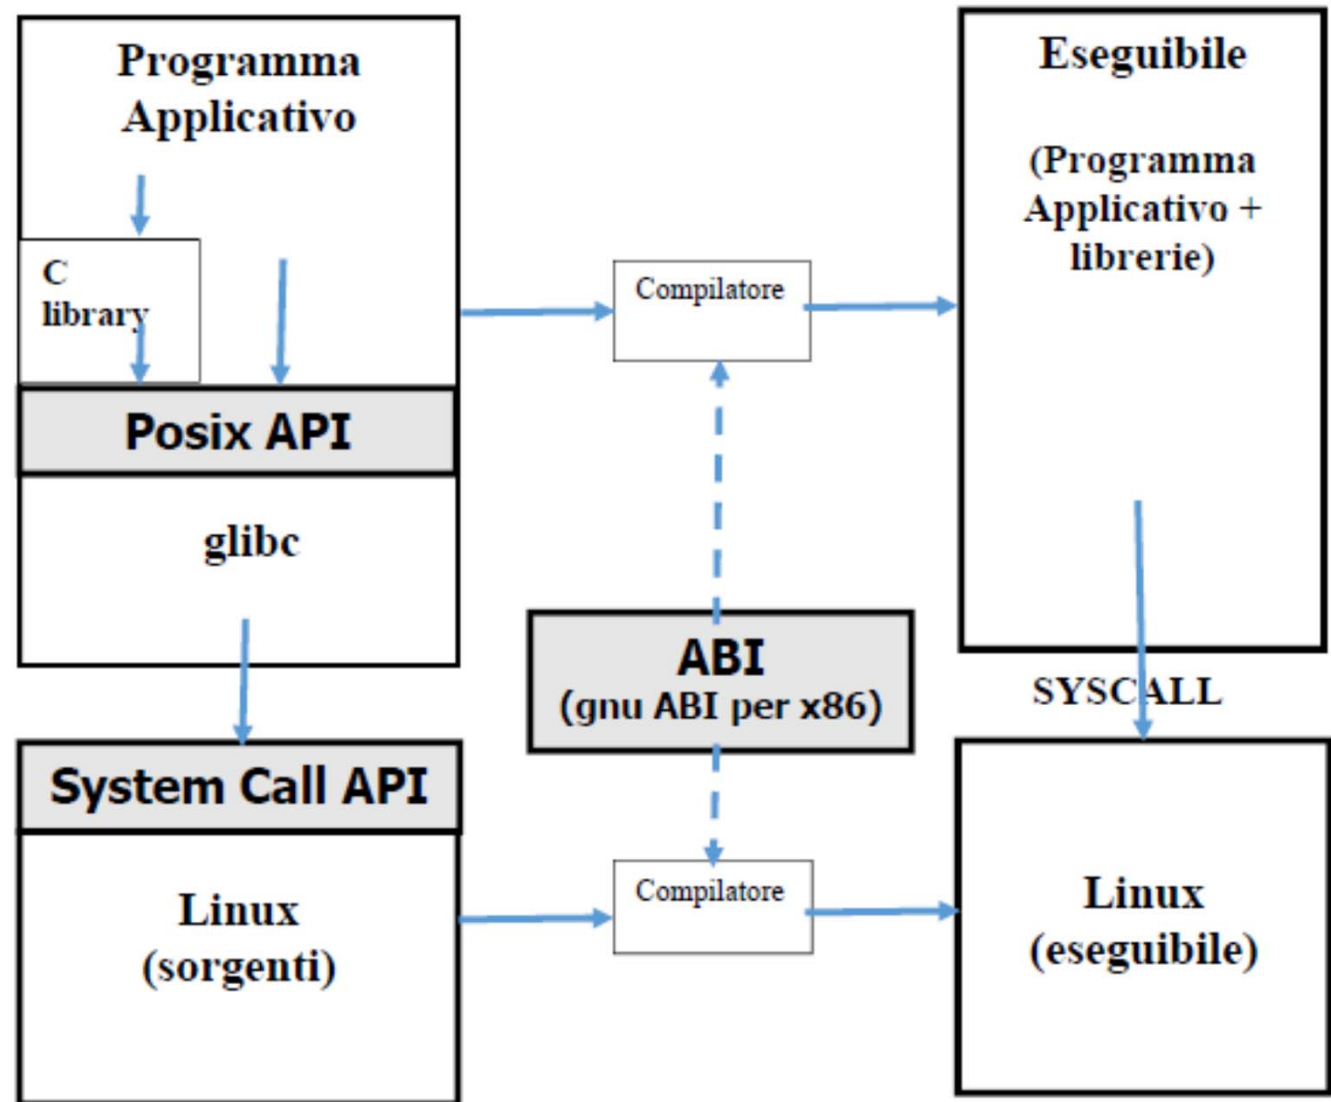 Programma
Applicativo
C
library
Posix API
glibc
System Call API
Linux
(sorgenti)
Compilatore
ABI
(gnu ABI per x86)
Compilatore
Eseguibile
(Programma
Applicativo +
librerie)
SYSCALL
Linux
(eseguibile)